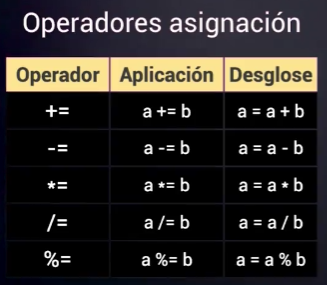 Operadores asignación
Operador Aplicación Desglose
+= a += b a = a + b
-= a -= b a = a - b
*= a *= b a = a * b
/= a /= b a = a / b
%= a %= b a = a % b